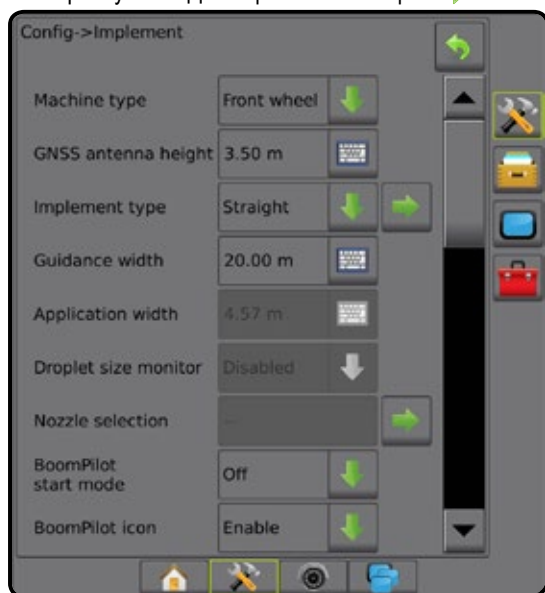 Config->Implement
Machine type Front wheel
GNSS antenna height 3.50 m
Implement type Straight
Guidance width 20.00 m
Application width 4.57 m
Droplet size monitor Disabled
Nozzle selection --
BoomPilot
start mode Off
BoomPilot icon Enable